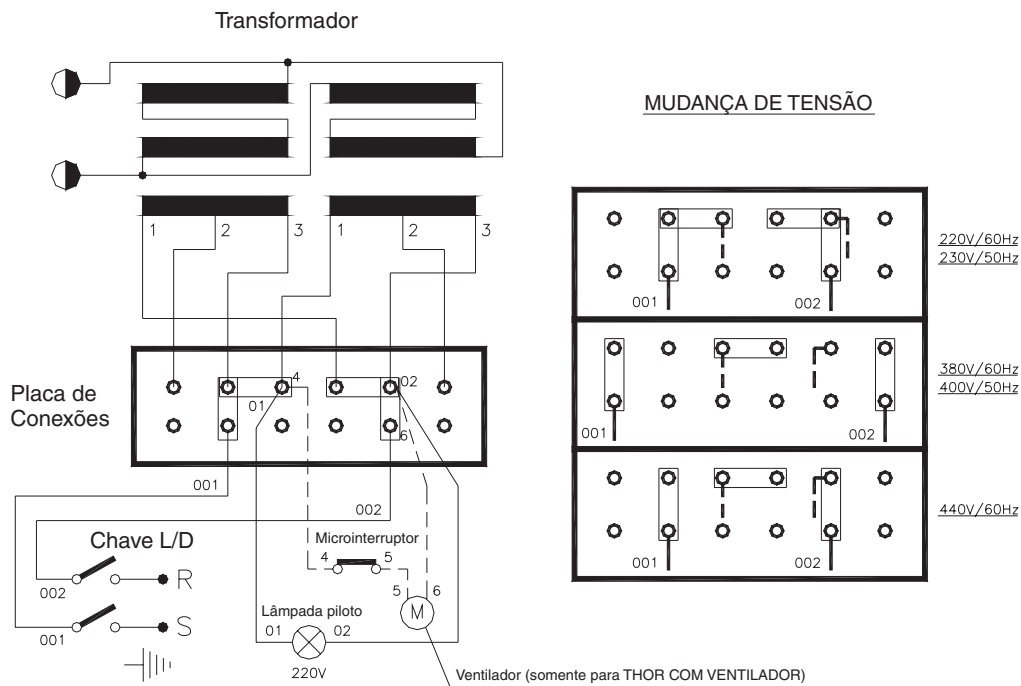 Transformador
MUDANÇA DE TENSÃO
1 2 3 1 2 3
220V/60Hz
230V/50Hz
001 002
380V/60Hz
400V/50Hz
001 002
440V/60Hz
001 002
Placa de
Conexões
4 02
01
6
001
002
Chave L/D
Microinterruptor
4 5
002
R
5 6
M
Lâmpada piloto
001
S
01 02
220V
Ventilador (somente para THOR COM VENTILADOR)